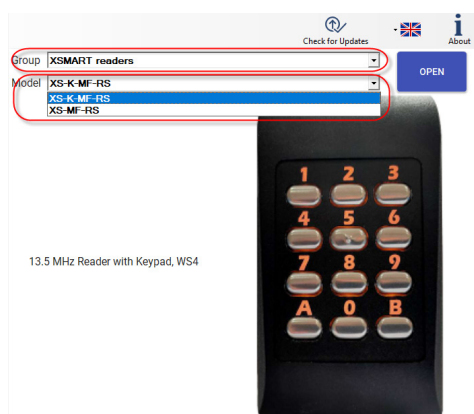 Check for Updates
About
Group XSMART readers
OPEN
Model XS-K-MF-RS
XS-K-MF-RS
XS-MF-RS
1 2 3
4 5 6
13.5 MHz Reader with Keypad, WS4
7 8 9
A 0 B